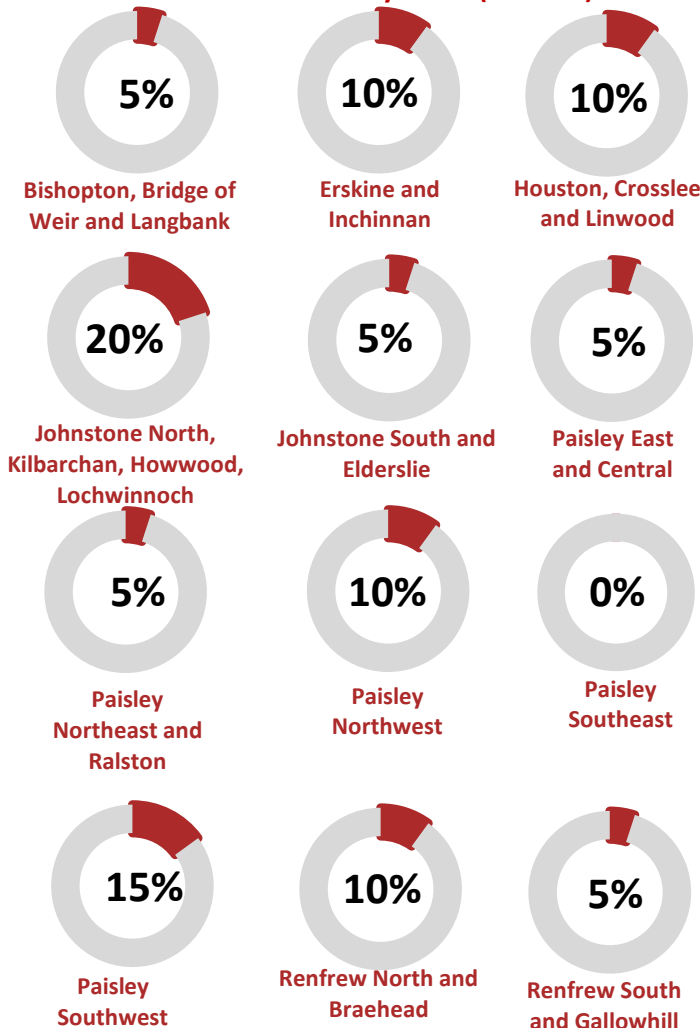 5%
10%
10%
Bishopton, Bridge of
Weir and Langbank
Erskine and
Inchinnan
Houston, Crosslee
and Linwood
20%
5%
5%
Johnstone North,
Kilbarchan, Howwood,
Lochwinnoch
Johnstone South and
Elderslie
Paisley East
and Central
5%
10%
0%
Paisley
Northeast and
Ralston
Paisley
Northwest
Paisley
Southeast
15%
10%
5%
Paisley
Southwest
Renfrew North and
Braehead
Renfrew South
and Gallowhill